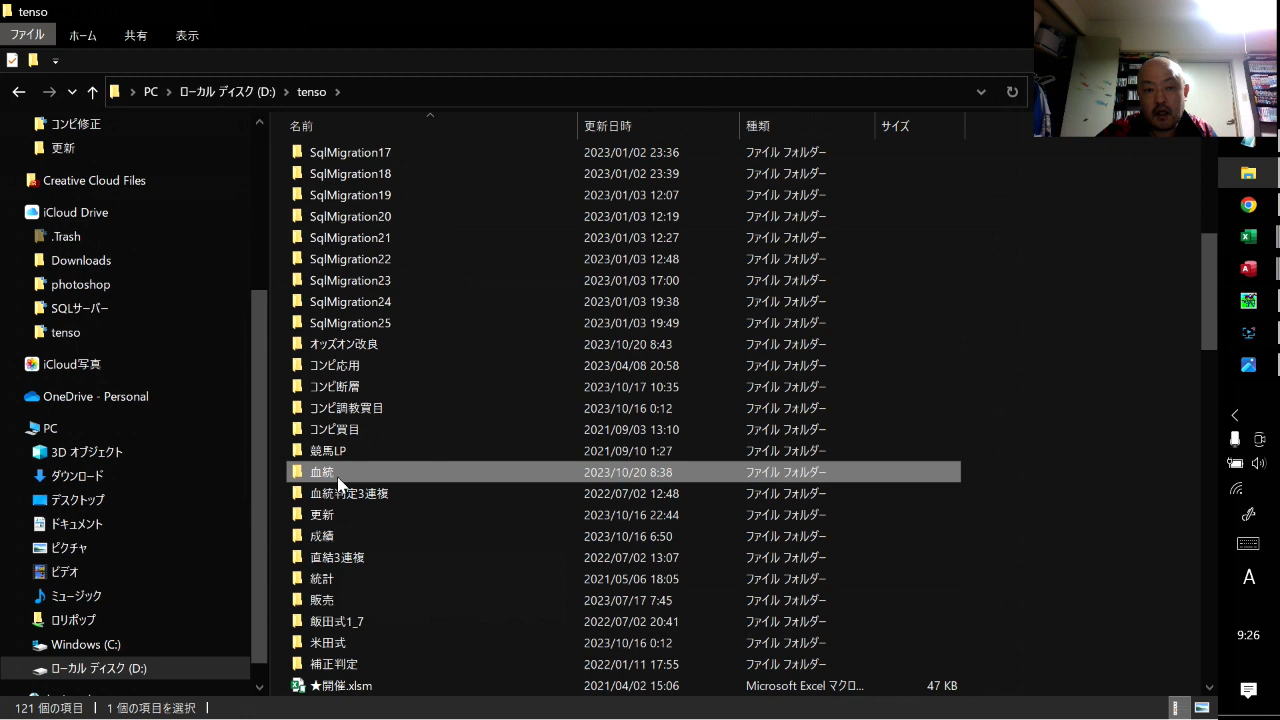 tenso
ファイル ホーム 共有 表示
PC ローカル ディスク (D:) tenso
コンピ修正
更新
Creative Cloud Files
iCloud Drive
.Trash
Downloads
photoshop
SQLサーバー
tenso
iCloud写真
OneDrive - Personal
PC
3D オブジェクト
ダウンロード
デスクトップ
ドキュメント
ピクチャ
ビデオ
ミュージック
ロリポップ
Windows (C:)
ローカル ディスク (D:)
名前 更新日時 種類 サイズ
SqlMigration17 2023/01/02 23:36 ファイル フォルダー
SqlMigration18 2023/01/02 23:39 ファイル フォルダー
SqlMigration19 2023/01/03 12:07 ファイル フォルダー
SqlMigration20 2023/01/03 12:19 ファイル フォルダー
SqlMigration21 2023/01/03 12:27 ファイル フォルダー
SqlMigration22 2023/01/03 12:48 ファイル フォルダー
SqlMigration23 2023/01/03 17:00 ファイル フォルダー
SqlMigration24 2023/01/03 19:38 ファイル フォルダー
SqlMigration25 2023/01/03 19:49 ファイル フォルダー
オッズオン改良 2023/10/20 8:43 ファイル フォルダー
コンピ応用 2023/04/08 20:58 ファイル フォルダー
コンピ断層 2023/10/17 10:35 ファイル フォルダー
コンピ調教買目 2023/10/16 0:12 ファイル フォルダー
コンピ買目 2021/09/03 13:10 ファイル フォルダー
競馬LP 2021/09/10 1:27 ファイル フォルダー
血統 2023/10/20 8:38 ファイル フォルダー
血統判定3連複 2022/07/02 12:48 ファイル フォルダー
更新 2023/10/16 22:44 ファイル フォルダー
成績 2023/10/16 6:50 ファイル フォルダー
直結3連複 2022/07/02 13:07 ファイル フォルダー
統計 2021/05/06 18:05 ファイル フォルダー
販売 2023/07/17 7:45 ファイル フォルダー
飯田式1_7 2022/07/02 20:41 ファイル フォルダー
米田式 2023/10/16 0:12 ファイル フォルダー
補正判定 2022/01/11 17:55 ファイル フォルダー
★開催.xlsm 2021/04/02 15:06 Microsoft Excel マクロ... 47 KB
121 個の項目 1 個の項目を選択
A
9:26